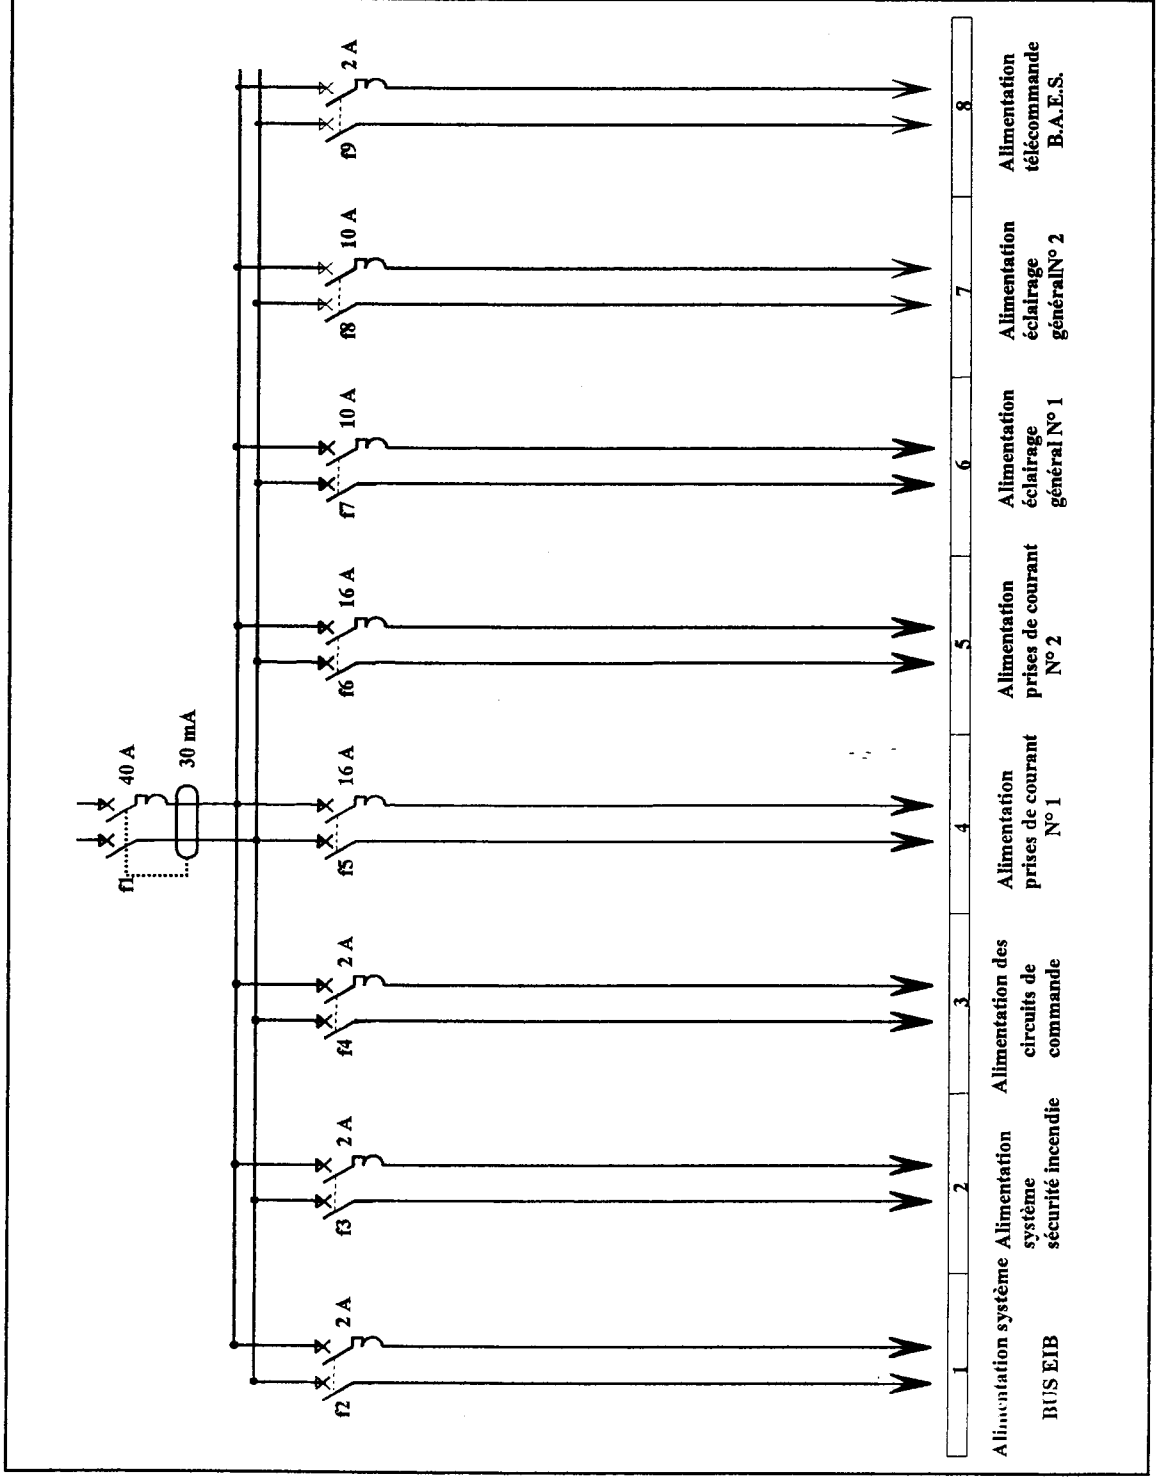 40 A
f1
30 mA
f2
2 A
f3
2 A
f4
2 A
f5
16 A
f6
16 A
f7
10 A
f8
10 A
f9
2 A
1
2
3
4
5
6
7
8
Alimentation système
BUS EIB
Alimentation
système
sécurité incendie
Alimentation des
circuits de
commande
Alimentation
prises de courant
N° 1
Alimentation
prises de courant
N° 2
Alimentation
éclairage
général N° 1
Alimentation
éclairage
généralN° 2
Alimentation
télécommande
B.A.E.S.